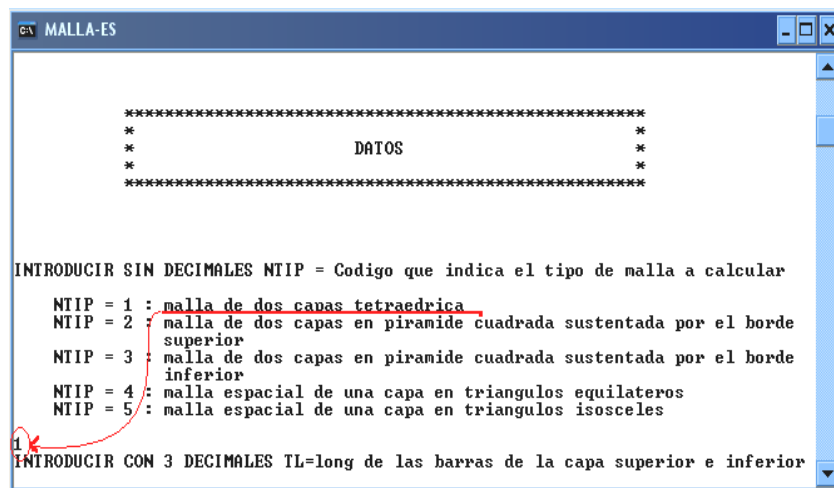 MALLA-ES
****************************************************
*                                                  *
*                      DATOS                       *
*                                                  *
****************************************************
INTRODUCIR SIN DECIMALES NTIP = Codigo que indica el tipo de malla a calcular
NTIP = 1 : malla de dos capas tetraedrica
NTIP = 2 : malla de dos capas en piramide cuadrada sustentada por el borde
superior
NTIP = 3 : malla de dos capas en piramide cuadrada sustentada por el borde
inferior
NTIP = 4 : malla espacial de una capa en triangulos equilateros
NTIP = 5 : malla espacial de una capa en triangulos isosceles
1
INTRODUCIR CON 3 DECIMALES TL=long de las barras de la capa superior e inferior